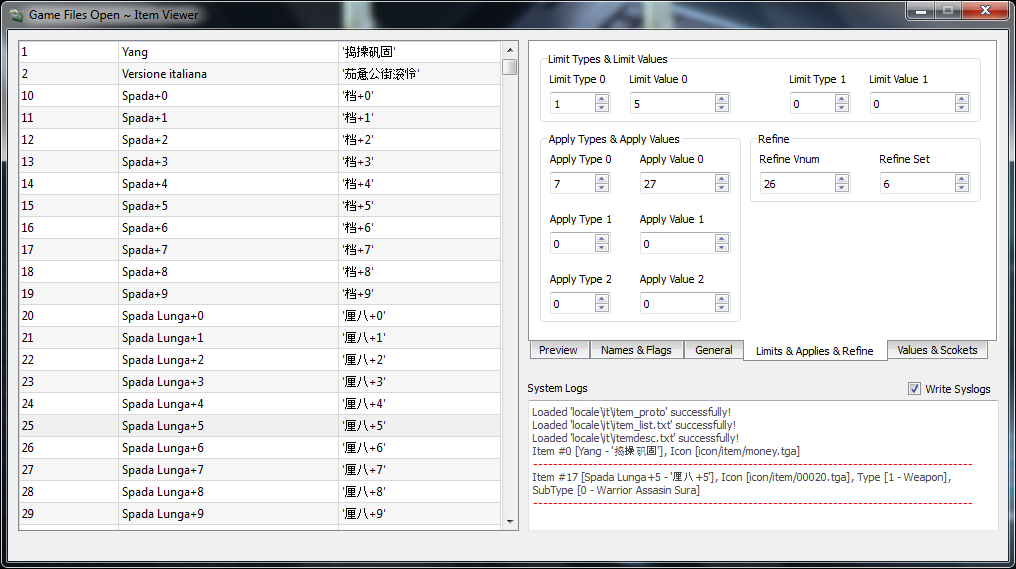 Game Files Open ~ Item Viewer
1 Yang '搗擽矾固'
2 Versione italiana '茄惫公街滚怜'
10 Spada+0 '档+0'
11 Spada+1 '档+1'
12 Spada+2 '档+2'
13 Spada+3 '档+3'
14 Spada+4 '档+4'
15 Spada+5 '档+5'
16 Spada+6 '档+6'
17 Spada+7 '档+7'
18 Spada+8 '档+8'
19 Spada+9 '档+9'
20 Spada Lunga+0 '厘八+0'
21 Spada Lunga+1 '厘八+1'
22 Spada Lunga+2 '厘八+2'
23 Spada Lunga+3 '厘八+3'
24 Spada Lunga+4 '厘八+4'
25 Spada Lunga+5 '厘八+5'
26 Spada Lunga+6 '厘八+6'
27 Spada Lunga+7 '厘八+7'
28 Spada Lunga+8 '厘八+8'
29 Spada Lunga+9 '厘八+9'
Limit Types & Limit Values
Limit Type 0 Limit Value 0 Limit Type 1 Limit Value 1
1 5 0 0
Apply Types & Apply Values
Apply Type 0 Apply Value 0
7 27
Apply Type 1 Apply Value 1
0 0
Apply Type 2 Apply Value 2
0 0
Refine
Refine Vnum Refine Set
26 6
Preview Names & Flags General Limits & Applies & Refine Values & Scokets
System Logs Write Syslogs
Loaded 'locale\it\item_proto' successfully!
Loaded 'locale\it\item_list.txt' successfully!
Loaded 'locale\it\itemdesc.txt' successfully!
Item #0 [Yang - '搗擽矾固'], Icon [icon/item/money.tga]
Item #17 [Spada Lunga+5 - '厘八+5'], Icon [icon/item/00020.tga], Type [1 - Weapon],
SubType [0 - Warrior Assasin Sura]